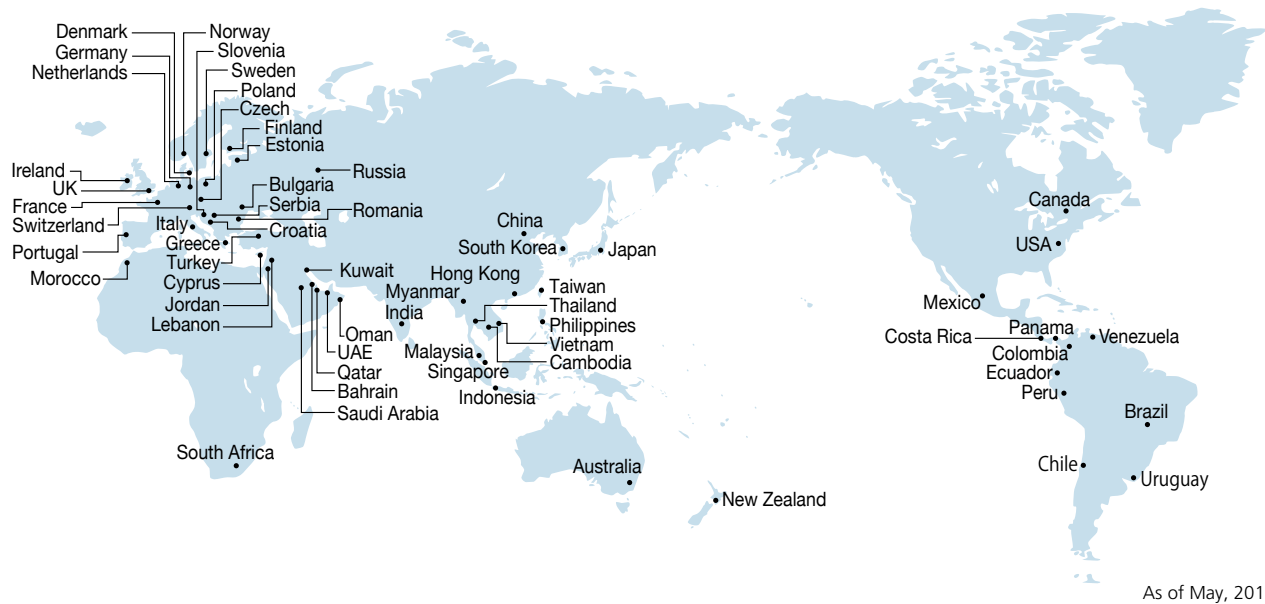 Denmark
Norway
Germany
Slovenia
Netherlands
Sweden
Poland
Czech
Finland
Estonia
Ireland
UK
France
Switzerland
Portugal
Morocco
Italy
Greece
Turkey
Cyprus
Jordan
Lebanon
Russia
Bulgaria
Serbia
Romania
Croatia
Kuwait
Oman
UAE
Qatar
Bahrain
Saudi Arabia
South Africa
China
South Korea
Japan
Hong Kong
Myanmar
India
Taiwan
Thailand
Philippines
Vietnam
Cambodia
Malaysia
Singapore
Indonesia
Australia
New Zealand
Canada
USA
Mexico
Costa Rica
Panama
Venezuela
Colombia
Ecuador
Peru
Brazil
Chile
Uruguay
As of May, 201